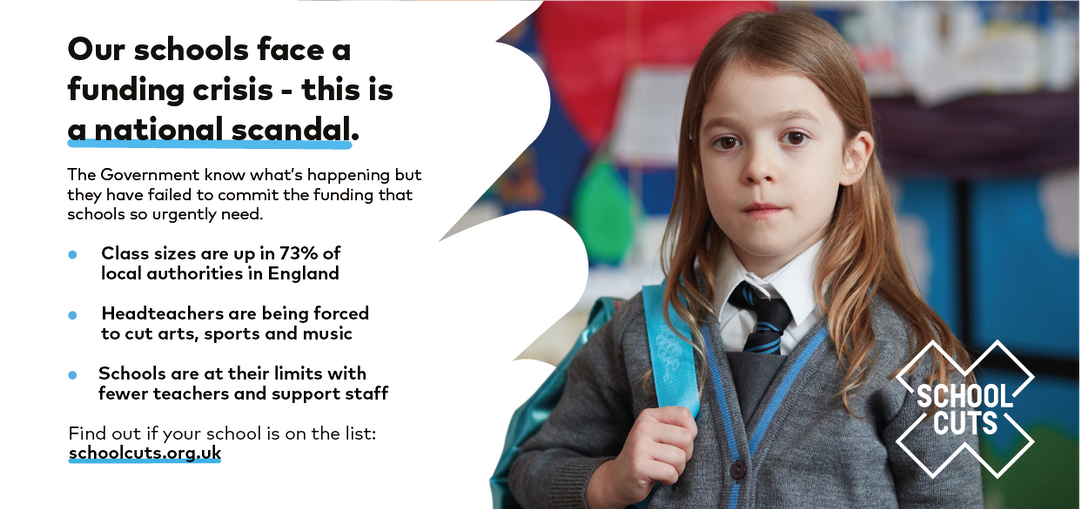 Our schools face a
funding crisis - this is
a national scandal.
The Government know what's happening but
they have failed to commit the funding that
schools so urgently need.
Class sizes are up in 73% of
local authorities in England
Headteachers are being forced
to cut arts, sports and music
Schools are at their limits with
fewer teachers and support staff
Find out if your school is on the list:
schoolcuts.org.uk
SCHOOL
CUTS